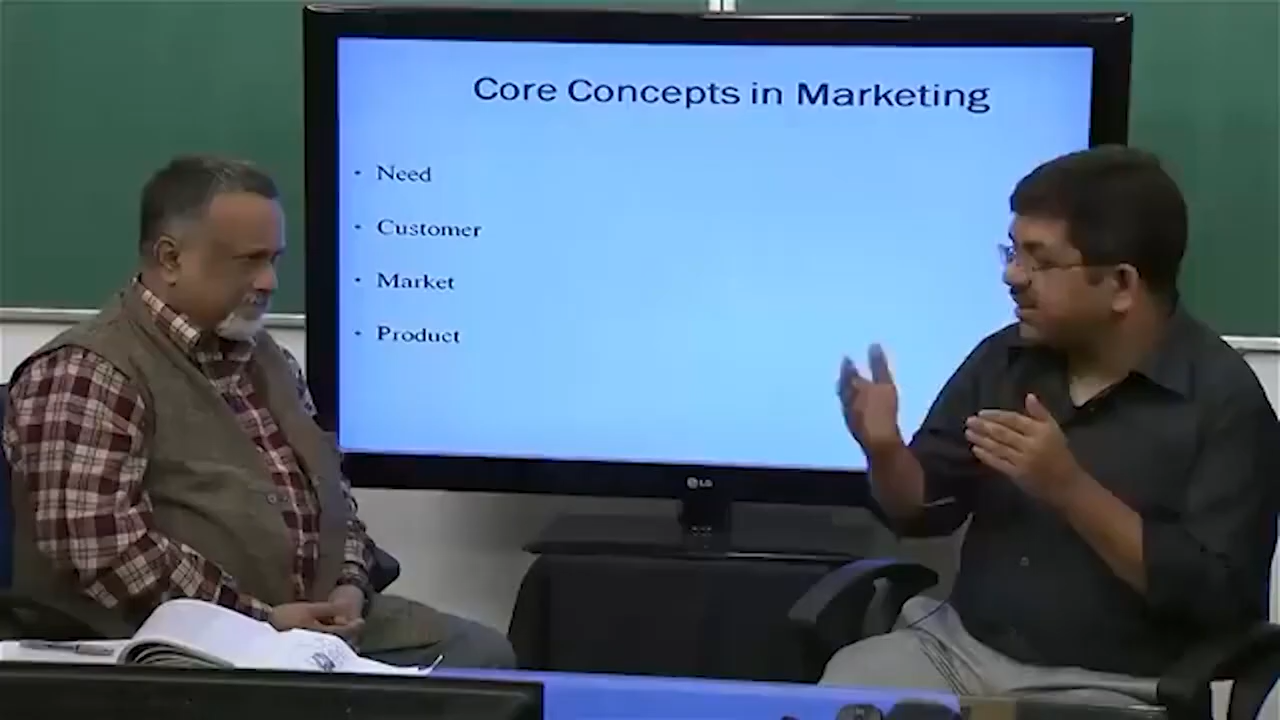 Core Concepts in Marketing
• Need
• Customer
• Market
• Product
LG